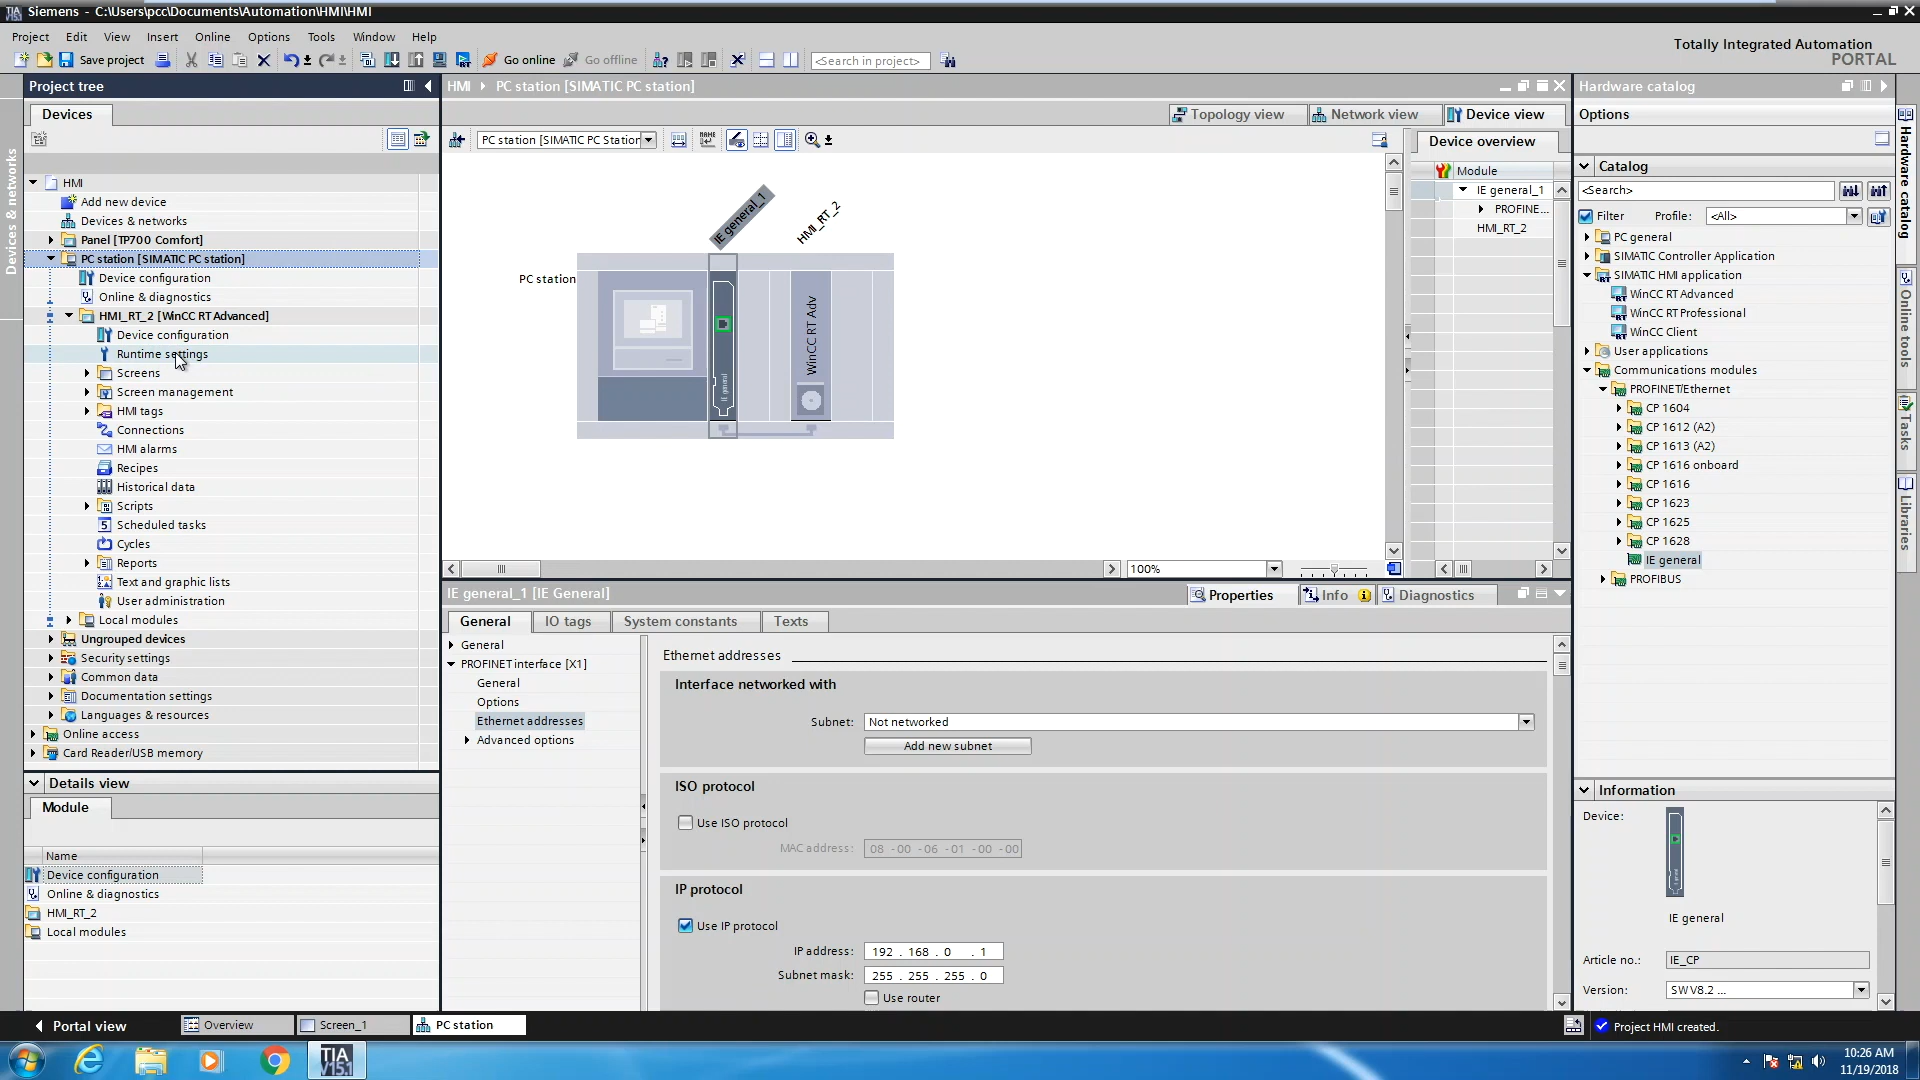 Siemens - C:\Users\pcc\Documents\Automation\HMI\HMI
Project Edit View Insert Online Options Tools Window Help
Totally Integrated Automation
PORTAL
Save project
Go online
Go offline
<Search in project>
Project tree
HMI PC station [SIMATIC PC station]
Hardware catalog
Devices
Topology view
Network view
Device view
Options
PC station [SIMATIC PC Station
Device overview
Module
IE general_1
PROFINE...
HMI_RT_2
HMI
Add new device
Devices & networks
Panel [TP700 Comfort]
PC station [SIMATIC PC station]
Device configuration
Online & diagnostics
HMI_RT_2 [WinCC RT Advanced]
Device configuration
Runtime settings
Screens
Screen management
HMI tags
Connections
HMI alarms
Recipes
Historical data
Scripts
Scheduled tasks
Cycles
Reports
Text and graphic lists
User administration
Local modules
Ungrouped devices
Security settings
Common data
Documentation settings
Languages & resources
Online access
Card Reader/USB memory
Devices & networks
IE general_1
HMI_RT_2
PC station
IE general
WinCC RT Adv
100%
Catalog
<Search>
Filter
Profile:
<All>
PC general
SIMATIC Controller Application
SIMATIC HMI application
WinCC RT Advanced
WinCC RT Professional
WinCC Client
User applications
Communications modules
PROFINET/Ethernet
CP 1604
CP 1612 (A2)
CP 1613 (A2)
CP 1616 onboard
CP 1616
CP 1623
CP 1625
CP 1628
IE general
PROFIBUS
Hardware catalog
Online tools
Tasks
Libraries
IE general_1 [IE General]
Properties
Info
Diagnostics
General
IO tags
System constants
Texts
General
PROFINET interface [X1]
General
Options
Ethernet addresses
Advanced options
Ethernet addresses
Interface networked with
Subnet:
Not networked
Add new subnet
ISO protocol
Use ISO protocol
MAC address:
08 -00 -06 -01 -00 -00
IP protocol
Use IP protocol
IP address:
192 . 168 . 0 . 1
Subnet mask:
255 . 255 . 255 . 0
Use router
Details view
Module
Name
Device configuration
Online & diagnostics
HMI_RT_2
Local modules
Information
Device:
IE general
Article no.:
IE_CP
Version:
SW V8.2 ...
Portal view
Overview
Screen_1
PC station
Project HMI created.
TIA
V15.1
10:26 AM
11/19/2018